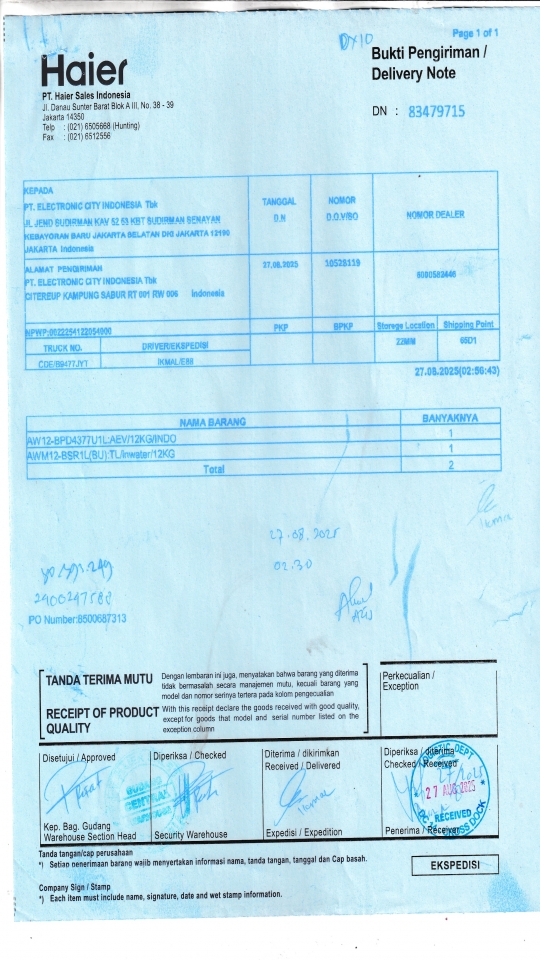 DX10
Page 1 of 1
Haier
PT. Haier Sales Indonesia
Jl. Danau Sunter Barat Blok A III, No. 38 - 39
Jakarta 14350
Telp : (021) 6505668 (Hunting)
Fax : (021) 6512556
Bukti Pengiriman /
Delivery Note
DN : 83479715
KEPADA
PT. ELECTRONIC CITY INDONESIA Tbk
JL JEND SUDIRMAN KAV 52 53 KBT SUDIRMAN SENAYAN
KEBAYORAN BARU JAKARTA SELATAN DKI JAKARTA 12190
JAKARTA Indonesia
TANGGAL
D.N
NOMOR
D.O.V/SO
NOMOR DEALER
ALAMAT PENGIRIMAN
PT. ELECTRONIC CITY INDONESIA Tbk
CITEREUP KAMPUNG SABUR RT 001 RW 006 Indonesia
27.08.2025
10528119
NPWP:0022254122054000
PKP
BPKP
Storege Location
Shipping Point
TRUCK NO.
DRIVER/EKSPEDISI
22MM
65D1
CDE/B9477JYT
IKMAL/E88
27.08.2025(02:50:43)
NAMA BARANG
BANYAKNYA
AW12-BPD4377U1L:AEV/12KG/INDO
1
AWM12-BSR1L(BU):TL/inwater/12KG
1
Total
2
Ikma
27.08.2025
02.30
2900247588
PO Number:8500687313
TANDA TERIMA MUTU
Dengan lembaran ini juga, menyatakan bahwa barang yang diterima
tidak bermasalah secara manajemen mutu, kecuali barang yang
model dan nomor serinya tertera pada kolom pengecualian
RECEIPT OF PRODUCT
QUALITY
With this receipt declare the goods received with good quality,
except for goods that model and serial number listed on the
exception column
Perkecualian /
Exception
Disetujui / Approved
Diperiksa / Checked
Diterima / dikirimkan
Received / Delivered
Diperiksa / diterima
Checked / Received
27 AUG 2025
RECEIVED
Kep. Bag. Gudang
Warehouse Section Head
Security Warehouse
Expedisi / Expedition
Penerima / Receiver
Tanda tangan/cap perusahaan
*) Setian penerimaan barang wajib menyertakan informasi nama, tanda tangan, tanggal dan Cap basah.
EKSPEDISI
Company Sign / Stamp
*) Each item must include name, signature, date and wet stamp information.